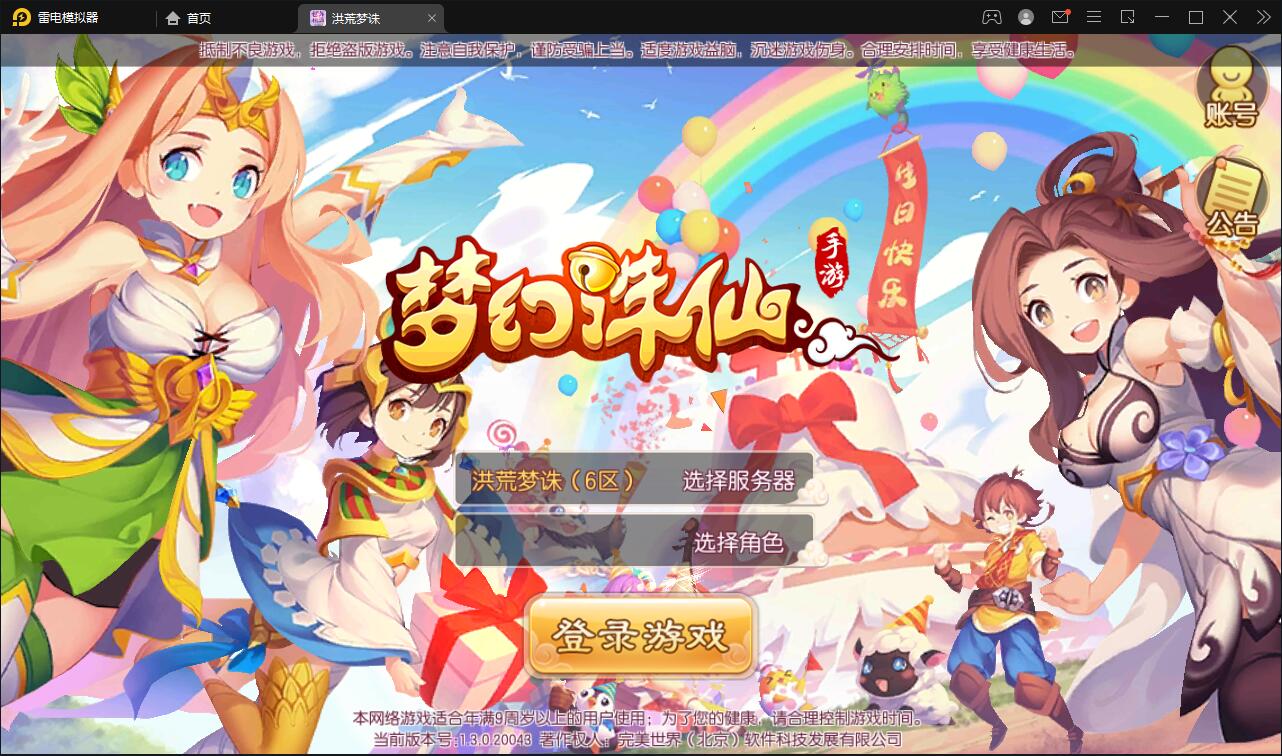 雷电模拟器
首页
洪荒梦诛
抵制不良游戏，拒绝盗版游戏。注意自我保护，谨防受骗上当。适度游戏益脑，沉迷游戏伤身。合理安排时间，享受健康生活。
账号
公告
生日快乐
梦幻诛仙
手游
洪荒梦诛（6区） 选择服务器
选择角色
登录游戏
本网络游戏适合年满9周岁以上的用户使用；为了您的健康，请合理控制游戏时间。
当前版本号:1.3.0.20043 著作权人：完美世界（北京）软件科技发展有限公司